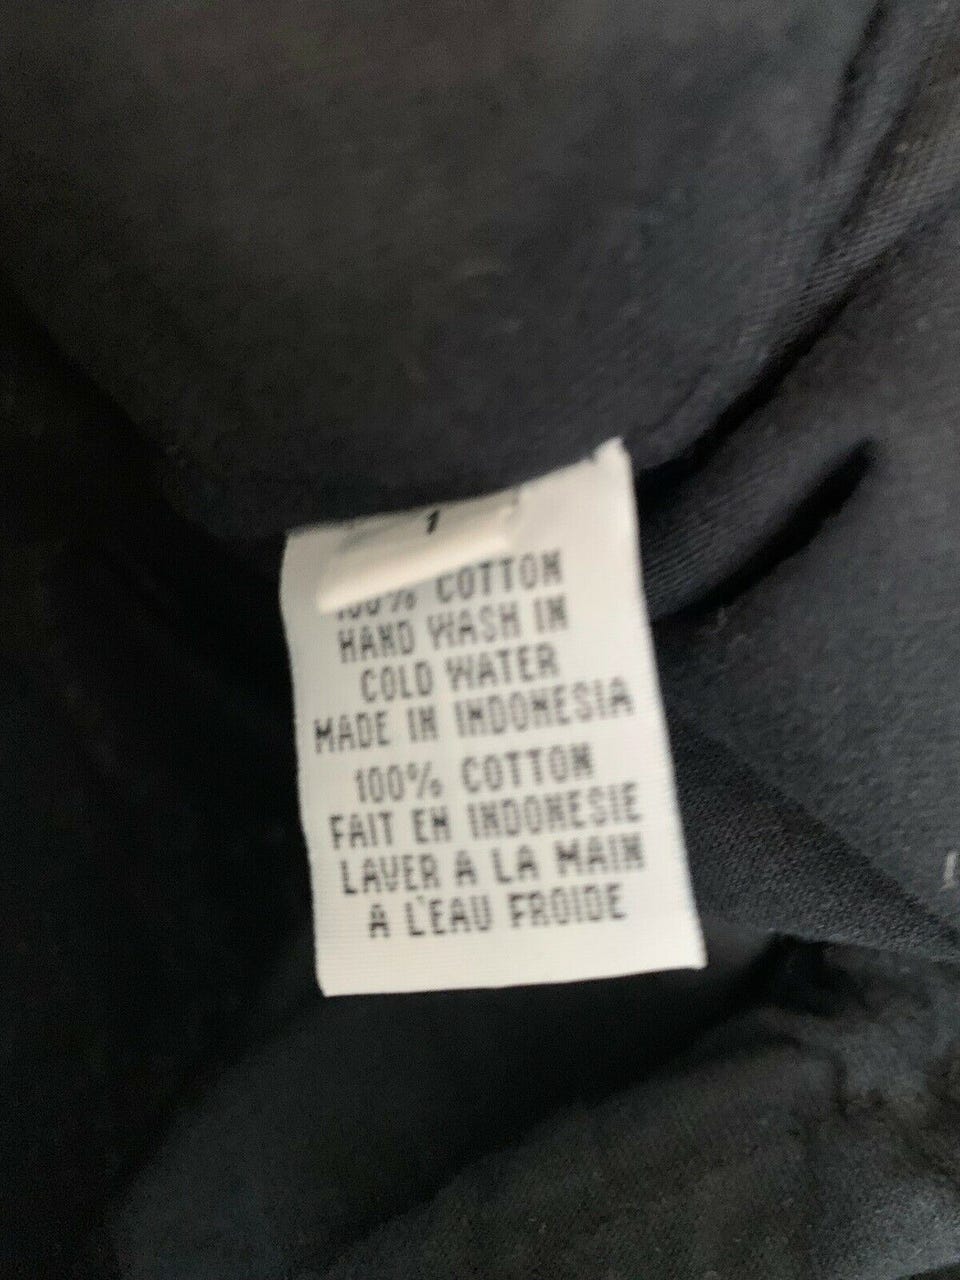 1
100% COTTON
HAND WASH IN
COLD WATER
MADE IN INDONESIA
100% COTTON
FAIT EN INDONESIE
LAVER A LA MAIN
A L'EAU FROIDE